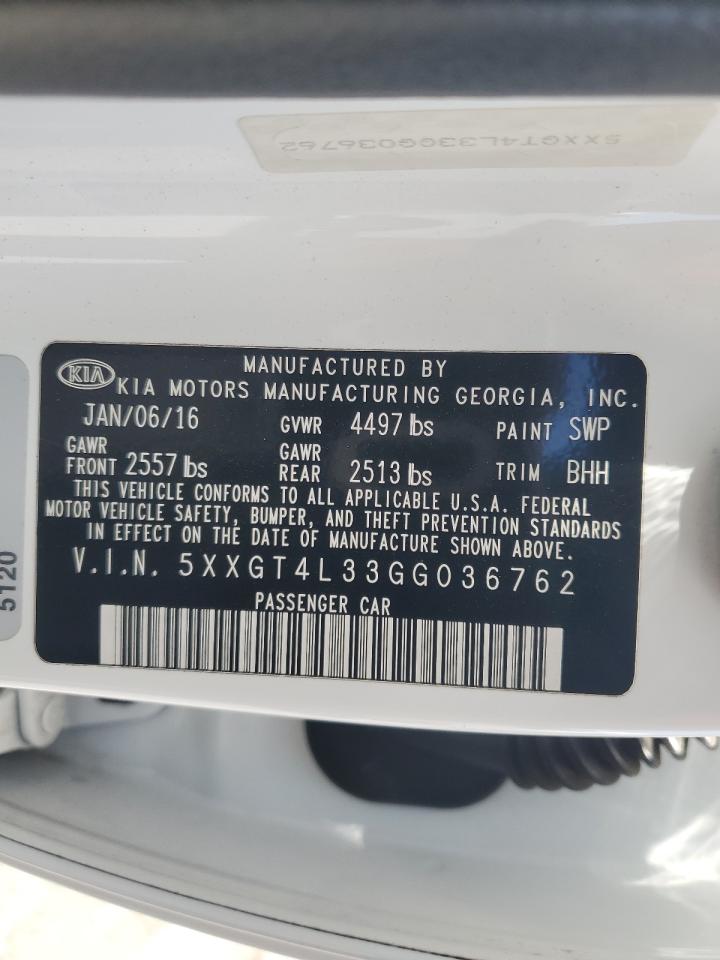 5XXGT4L33GG036762
MANUFACTURED BY
KIA KIA MOTORS MANUFACTURING GEORGIA, INC.
JAN/06/16 GVWR 4497 lbs PAINT SWP
GAWR FRONT 2557 lbs GAWR REAR 2513 lbs TRIM BHH
THIS VEHICLE CONFORMS TO ALL APPLICABLE U.S.A. FEDERAL
MOTOR VEHICLE SAFETY, BUMPER, AND THEFT PREVENTION STANDARDS
IN EFFECT ON THE DATE OF MANUFACTURE SHOWN ABOVE.
V.I.N. 5XXGT4L33GG036762
PASSENGER CAR
5120